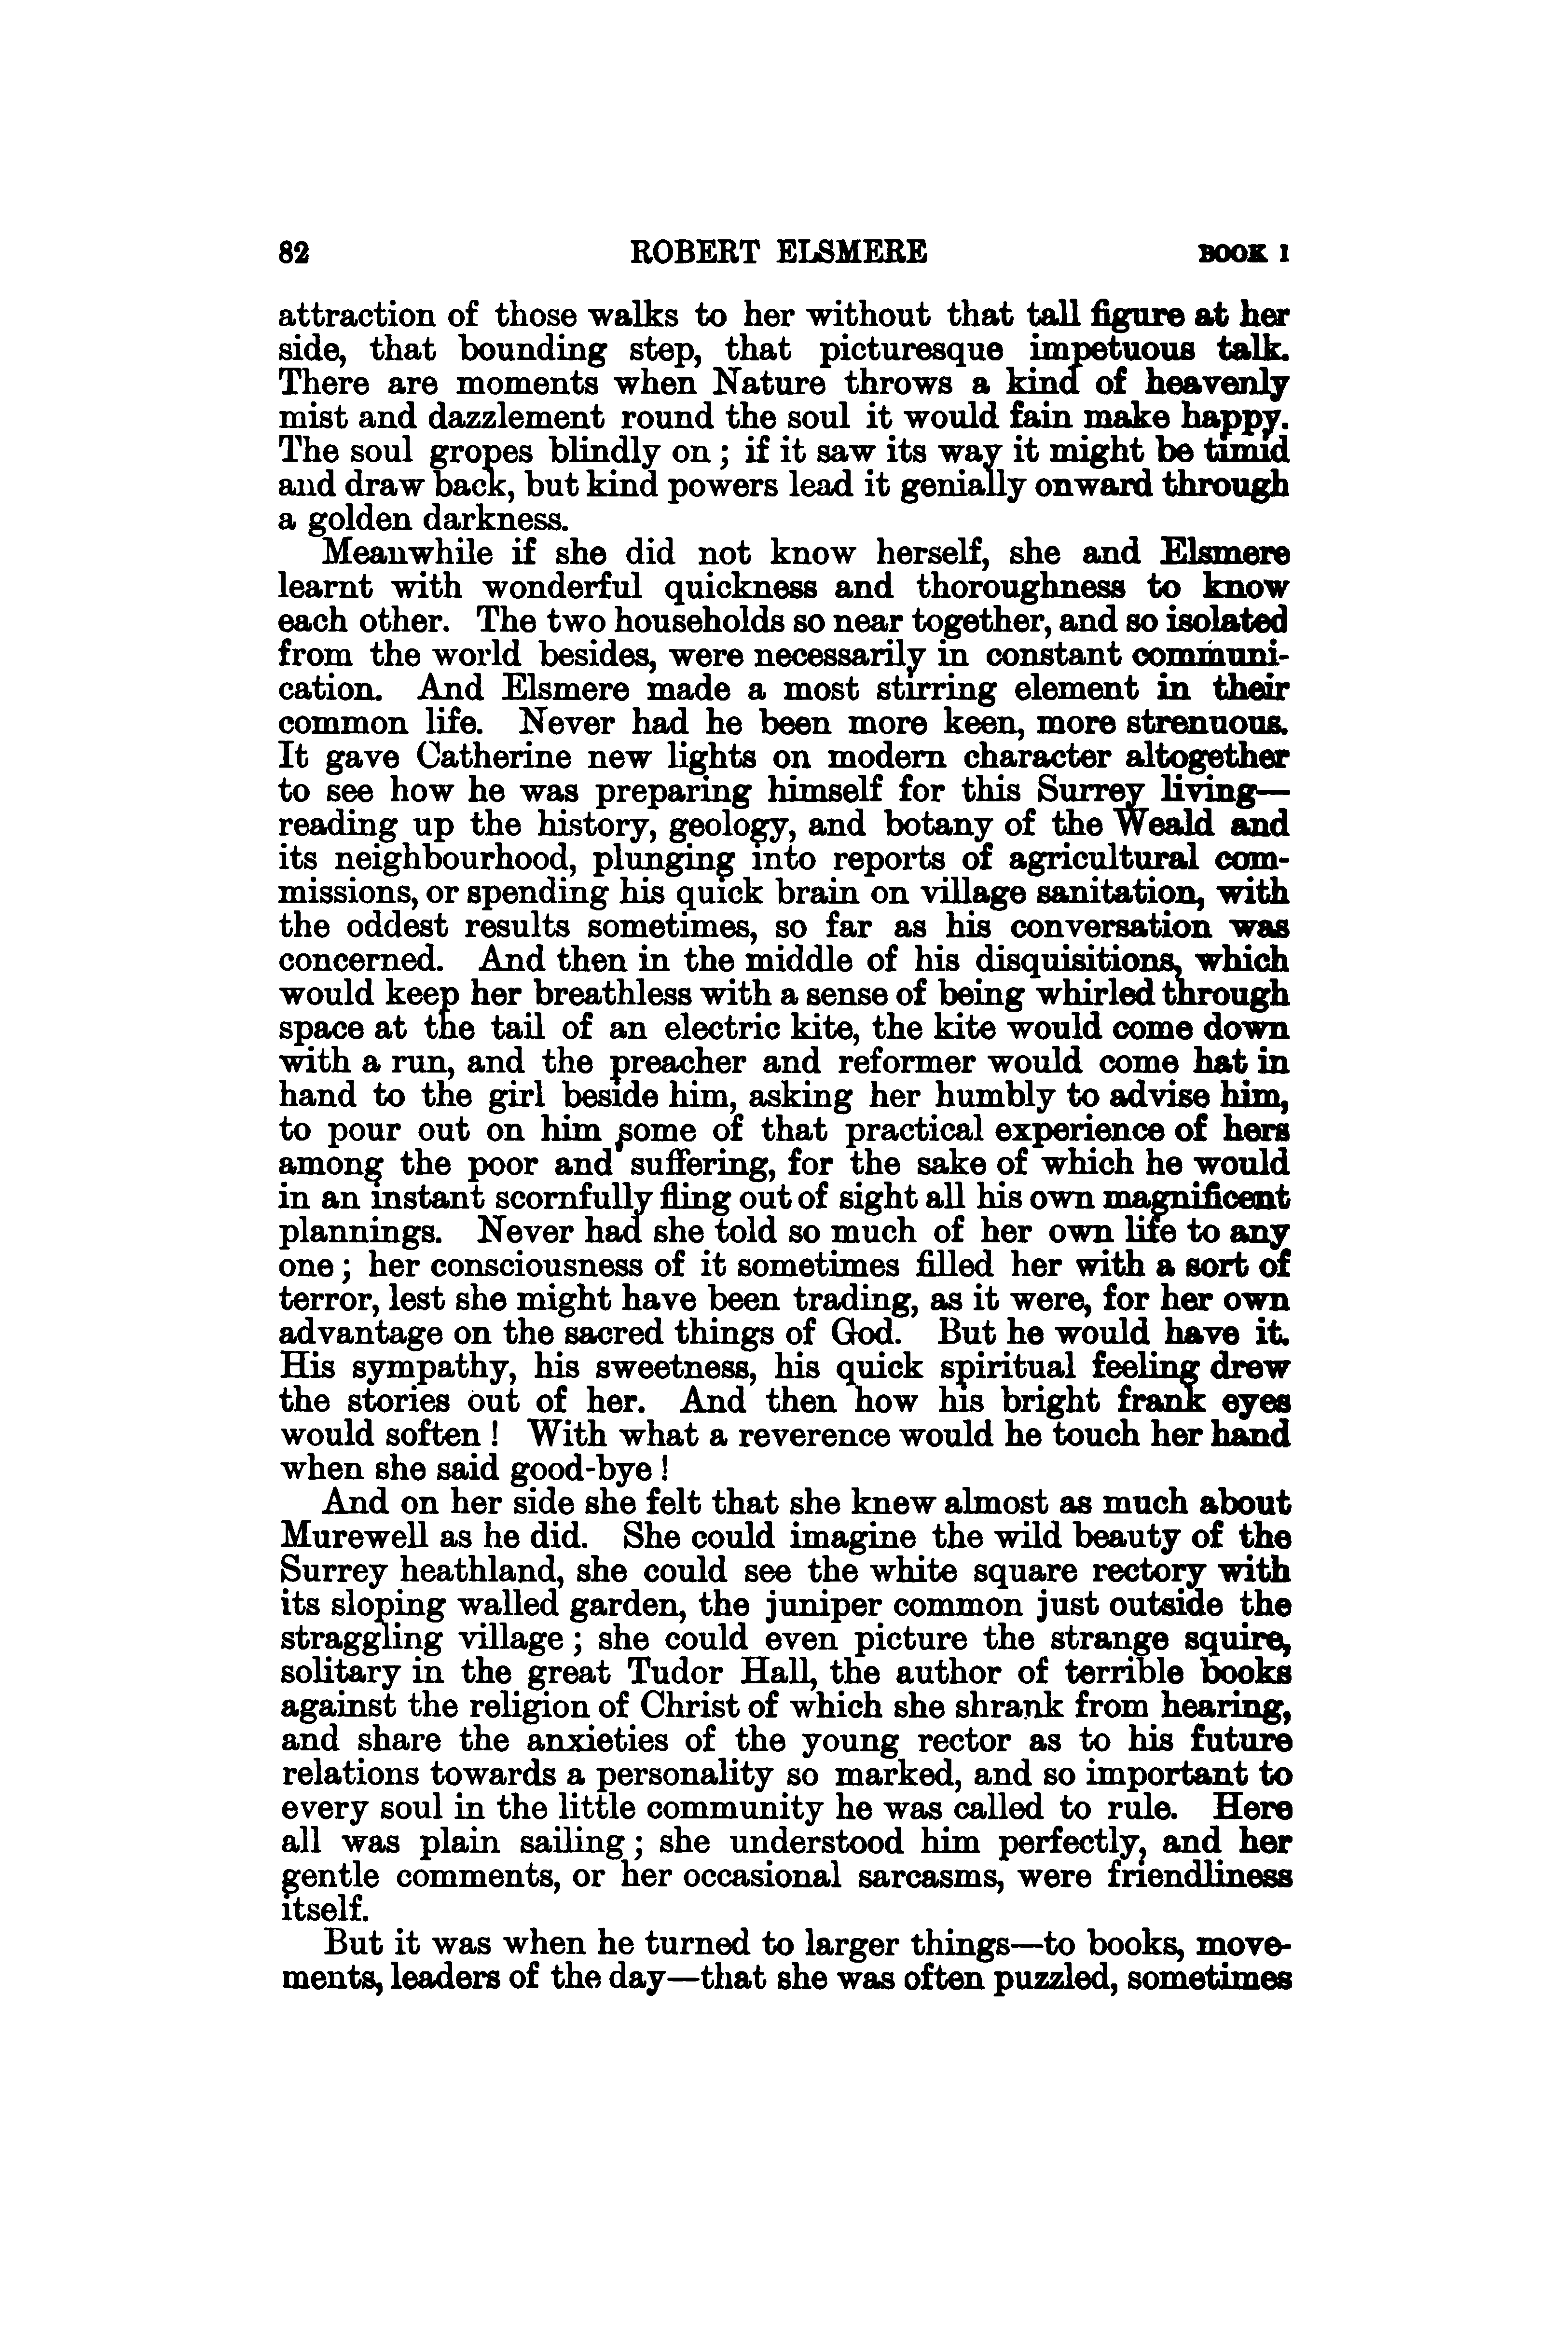 82 ROBERT ELSMERE BOOK I
attraction of those walks to her without that tall figure at her
side, that bounding step, that picturesque impetuous talk.
There are moments when Nature throws a kind of heavenly
mist and dazzlement round the soul it would fain make happy.
The soul gropes blindly on ; if it saw its way it might be timid
and draw back, but kind powers lead it genially onward through
a golden darkness.
Meanwhile if she did not know herself, she and Elsmere
learnt with wonderful quickness and thoroughness to know
each other. The two households so near together, and so isolated
from the world besides, were necessarily in constant communi-
cation. And Elsmere made a most stirring element in their
common life. Never had he been more keen, more strenuous.
It gave Catherine new lights on modern character altogether
to see how he was preparing himself for this Surrey living—
reading up the history, geology, and botany of the Weald and
its neighbourhood, plunging into reports of agricultural com-
missions, or spending his quick brain on village sanitation, with
the oddest results sometimes, so far as his conversation was
concerned. And then in the middle of his disquisitions, which
would keep her breathless with a sense of being whirled through
space at the tail of an electric kite, the kite would come down
with a run, and the preacher and reformer would come hat in
hand to the girl beside him, asking her humbly to advise him,
to pour out on him some of that practical experience of hers
among the poor and suffering, for the sake of which he would
in an instant scornfully fling out of sight all his own magnificent
plannings. Never had she told so much of her own life to any
one ; her consciousness of it sometimes filled her with a sort of
terror, lest she might have been trading, as it were, for her own
advantage on the sacred things of God. But he would have it.
His sympathy, his sweetness, his quick spiritual feeling drew
the stories out of her. And then how his bright frank eyes
would soften ! With what a reverence would he touch her hand
when she said good-bye !
And on her side she felt that she knew almost as much about
Murewell as he did. She could imagine the wild beauty of the
Surrey heathland, she could see the white square rectory with
its sloping walled garden, the juniper common just outside the
straggling village ; she could even picture the strange squire,
solitary in the great Tudor Hall, the author of terrible books
against the religion of Christ of which she shrank from hearing,
and share the anxieties of the young rector as to his future
relations towards a personality so marked, and so important to
every soul in the little community he was called to rule. Here
all was plain sailing ; she understood him perfectly, and her
gentle comments, or her occasional sarcasms, were friendliness
itself.
But it was when he turned to larger things—to books, move-
ments, leaders of the day—that she was often puzzled, sometimes